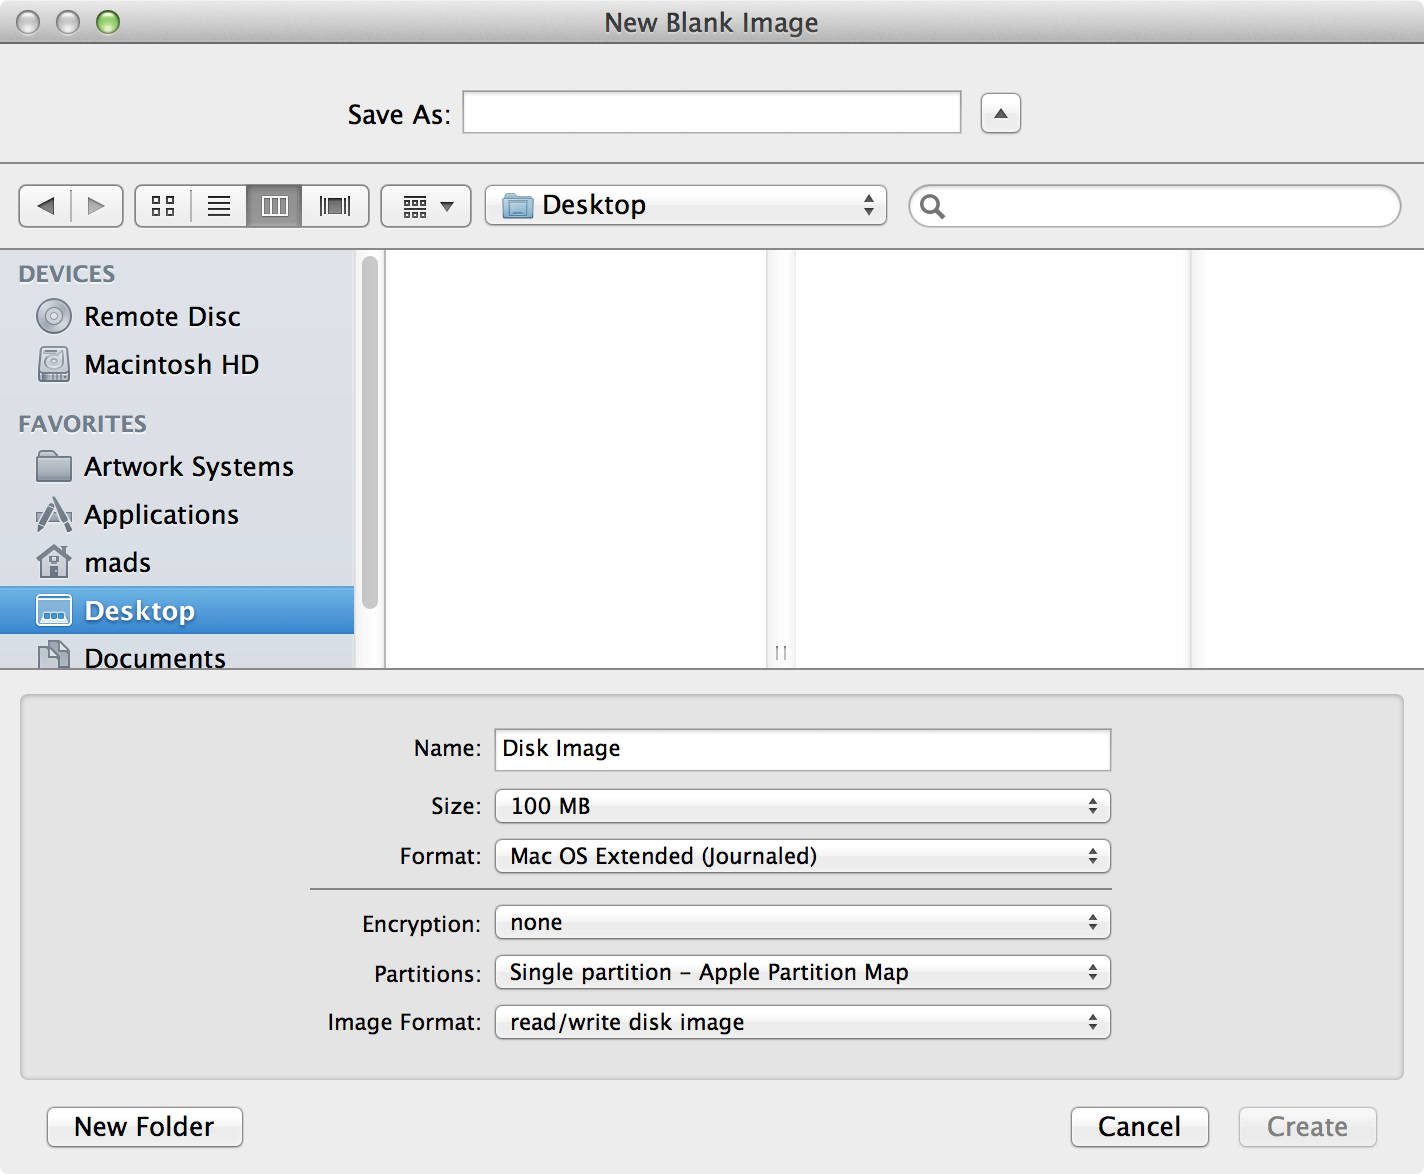 New Blank Image
Save As:
Desktop
DEVICES
Remote Disc
Macintosh HD
FAVORITES
Artwork Systems
Applications
mads
Desktop
Documents
Name: Disk Image
Size: 100 MB
Format: Mac OS Extended (Journaled)
Encryption: none
Partitions: Single partition – Apple Partition Map
Image Format: read/write disk image
New Folder Cancel Create